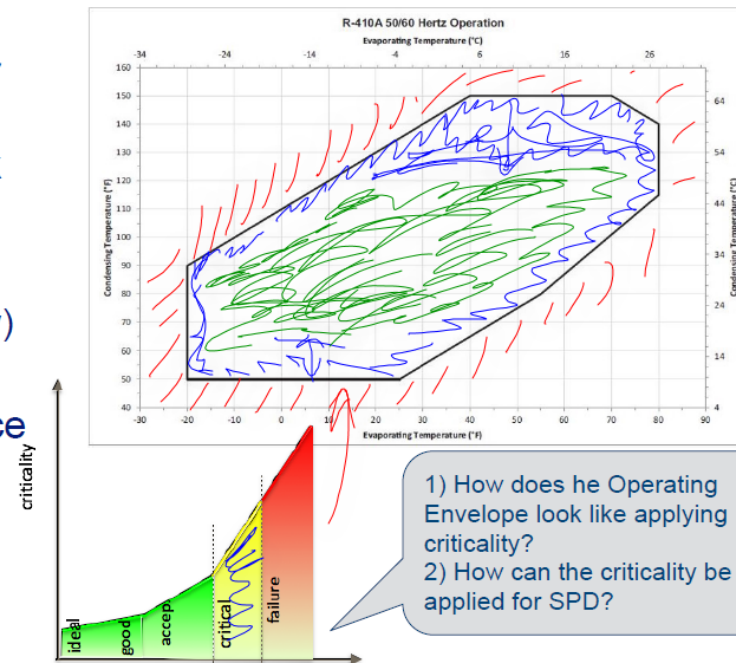 R-410A 50/60 Hertz Operation
Evaporating Temperature (°C)
-34 -24 -14 -4 6 16 26
160
150
140
130
120
110
100
90
80
70
60
50
40
Condensing Temperature (°F)
64
54
44
34
24
14
4
Condensing Temperature (°C)
-30 -20 -10 0 10 20 30 40 50 60 70 80 90
Evaporating Temperature (°F)
criticality
ideal
good
accep.
critical
failure
1) How does he Operating
Envelope look like applying
criticality?
2) How can the criticality be
applied for SPD?